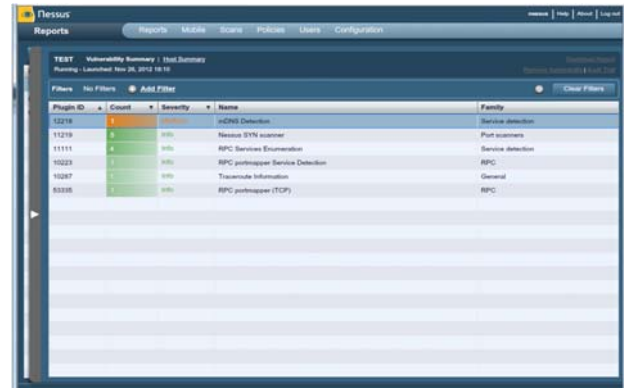 Nessus
nessus | Help | About | Log out
Reports Reports Mobile Scans Policies Users Configuration
TEST Vulnerability Summary | Host Summary
Running - Launched: Nov 26, 2012 18:10
Filters No Filters Add Filter Clear Filters
Plugin ID Count Severity Name Family
12218 1 Medium mDNS Detection Service detection
11219 5 Info Nessus SYN scanner Port scanners
11111 4 Info RPC Services Enumeration Service detection
10223 1 Info RPC portmapper Service Detection RPC
10287 1 Info Traceroute Information General
53335 1 Info RPC portmapper (TCP) RPC